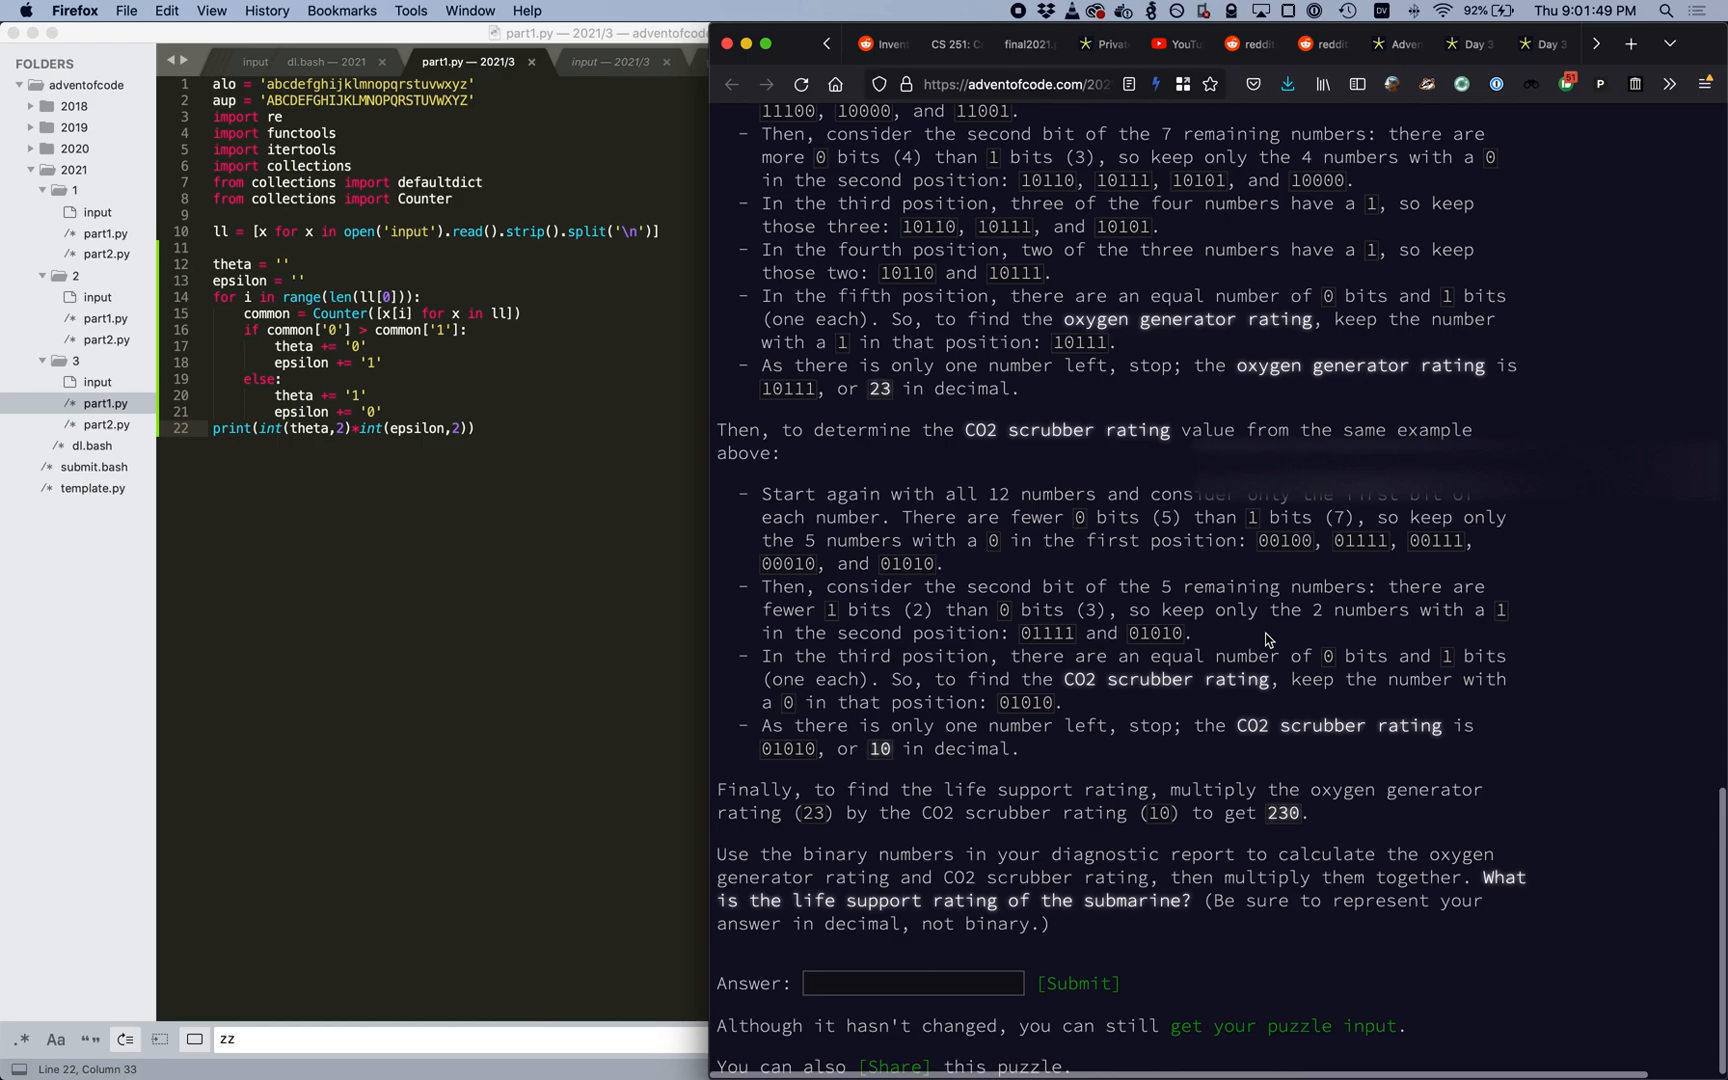 Firefox File Edit View History Bookmarks Tools Window Help
92% Thu 9:01:49 PM
part1.py — 2021/3 — adventofcode
FOLDERS
adventofcode
2018
2019
2020
2021
1
input
part1.py
part2.py
2
input
part1.py
part2.py
3
input
part1.py
part2.py
dl.bash
submit.bash
template.py
input dl.bash — 2021 part1.py — 2021/3 input — 2021/3
1 alo = 'abcdefghijklmnopqrstuvwxyz'
2 aup = 'ABCDEFGHIJKLMNOPQRSTUVWXYZ'
3 import re
4 import functools
5 import itertools
6 import collections
7 from collections import defaultdict
8 from collections import Counter
9
10 ll = [x for x in open('input').read().strip().split('\n')]
11
12 theta = ''
13 epsilon = ''
14 for i in range(len(ll[0])):
15 common = Counter([x[i] for x in ll])
16 if common['0'] > common['1']:
17 theta += '0'
18 epsilon += '1'
19 else:
20 theta += '1'
21 epsilon += '0'
22 print(int(theta,2)*int(epsilon,2))
.* Aa “” zz
Line 22, Column 33
Invent CS 251: C final2021. Privat YouTu reddit reddit Adven Day 3 Day 3
https://adventofcode.com/202
51
P
11100, 10000, and 11001.
- Then, consider the second bit of the 7 remaining numbers: there are
more 0 bits (4) than 1 bits (3), so keep only the 4 numbers with a 0
in the second position: 10110, 10111, 10101, and 10000.
- In the third position, three of the four numbers have a 1, so keep
those three: 10110, 10111, and 10101.
- In the fourth position, two of the three numbers have a 1, so keep
those two: 10110 and 10111.
- In the fifth position, there are an equal number of 0 bits and 1 bits
(one each). So, to find the oxygen generator rating, keep the number
with a 1 in that position: 10111.
- As there is only one number left, stop; the oxygen generator rating is
10111, or 23 in decimal.
Then, to determine the CO2 scrubber rating value from the same example
above:
- Start again with all 12 numbers and consider only the first bit of
each number. There are fewer 0 bits (5) than 1 bits (7), so keep only
the 5 numbers with a 0 in the first position: 00100, 01111, 00111,
00010, and 01010.
- Then, consider the second bit of the 5 remaining numbers: there are
fewer 1 bits (2) than 0 bits (3), so keep only the 2 numbers with a 1
in the second position: 01111 and 01010.
- In the third position, there are an equal number of 0 bits and 1 bits
(one each). So, to find the CO2 scrubber rating, keep the number with
a 0 in that position: 01010.
- As there is only one number left, stop; the CO2 scrubber rating is
01010, or 10 in decimal.
Finally, to find the life support rating, multiply the oxygen generator
rating (23) by the CO2 scrubber rating (10) to get 230.
Use the binary numbers in your diagnostic report to calculate the oxygen
generator rating and CO2 scrubber rating, then multiply them together. What
is the life support rating of the submarine? (Be sure to represent your
answer in decimal, not binary.)
Answer: [Submit]
Although it hasn't changed, you can still get your puzzle input.
You can also [Share] this puzzle.